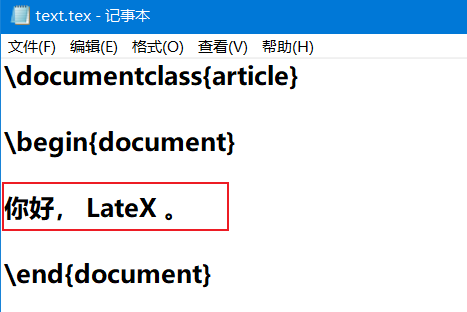 text.tex - 记事本
文件(F) 编辑(E) 格式(O) 查看(V) 帮助(H)
\documentclass{article}
\begin{document}
你好， LateX 。
\end{document}